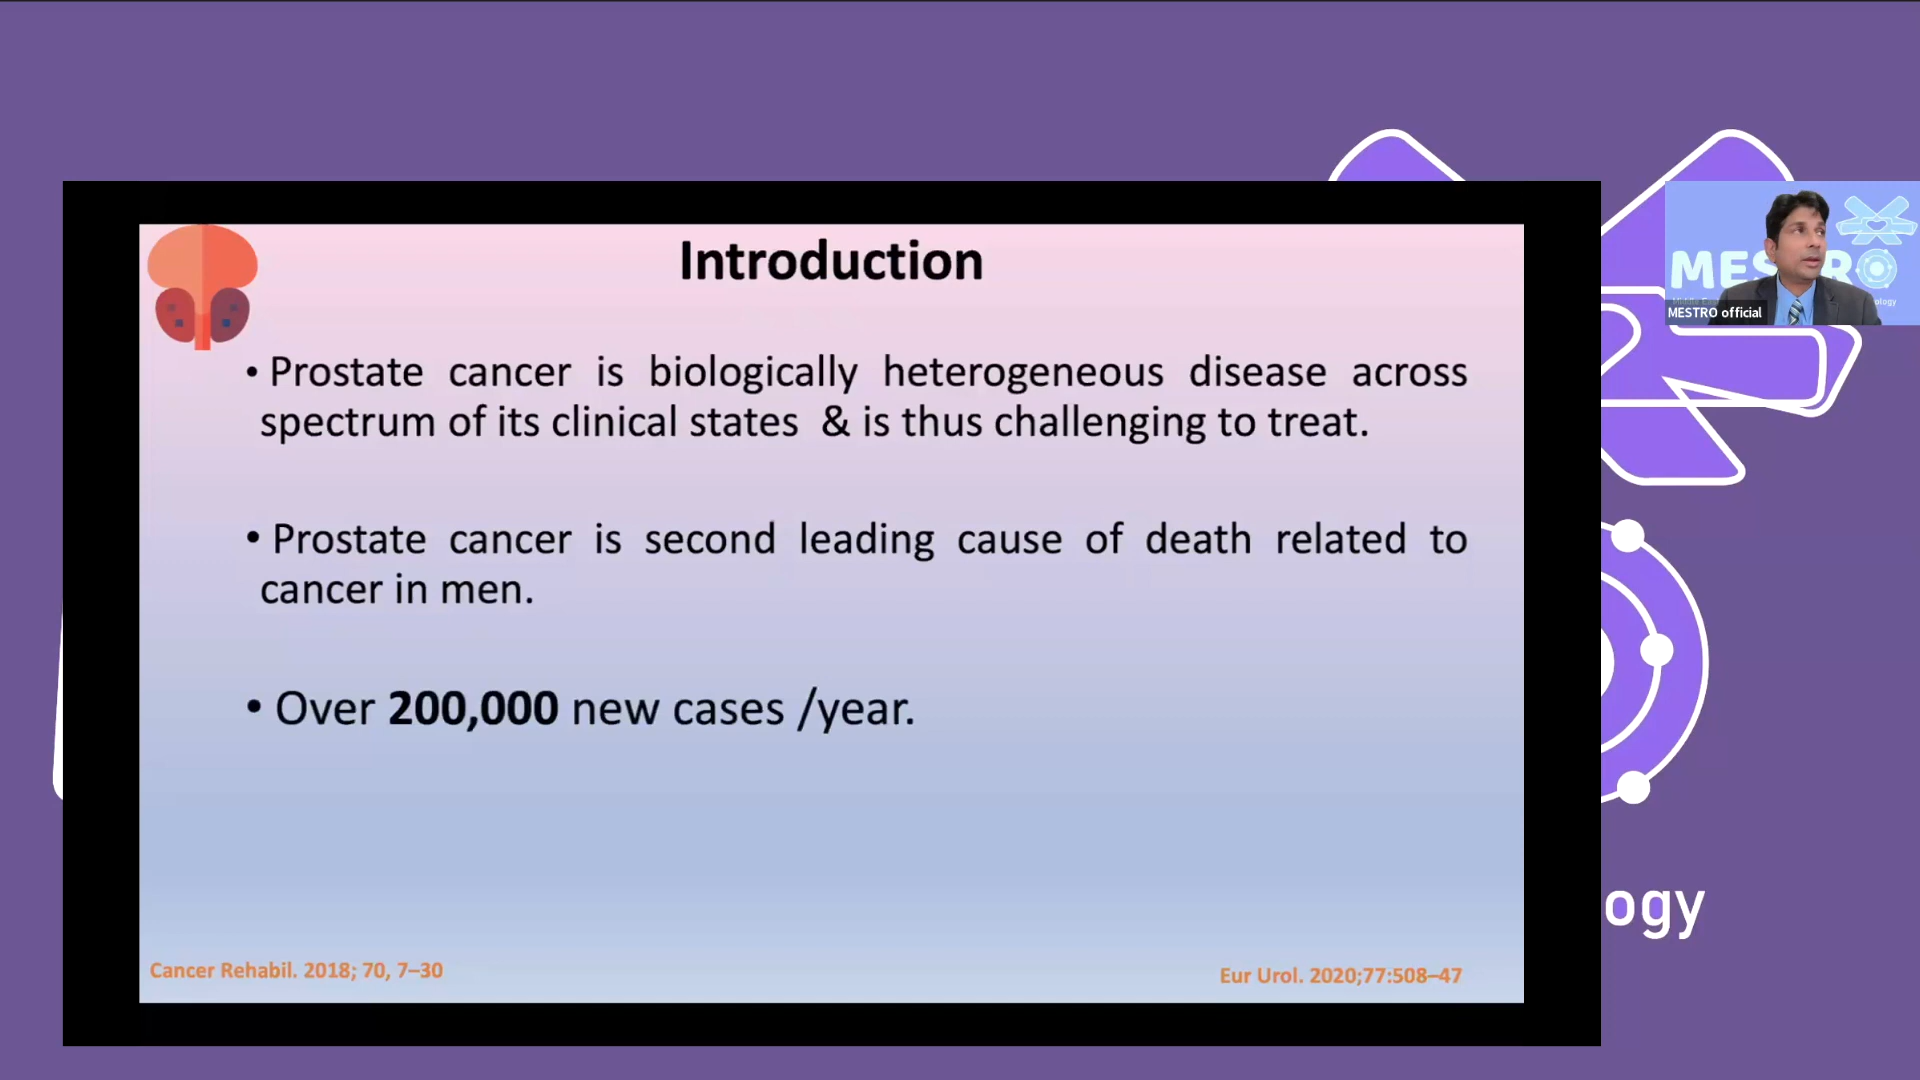 Introduction
• Prostate cancer is biologically heterogeneous disease across
spectrum of its clinical states & is thus challenging to treat.
• Prostate cancer is second leading cause of death related to
cancer in men.
• Over 200,000 new cases /year.
Cancer Rehabil. 2018; 70, 7–30
Eur Urol. 2020;77:508–47
MESTRO official
ology
ogy